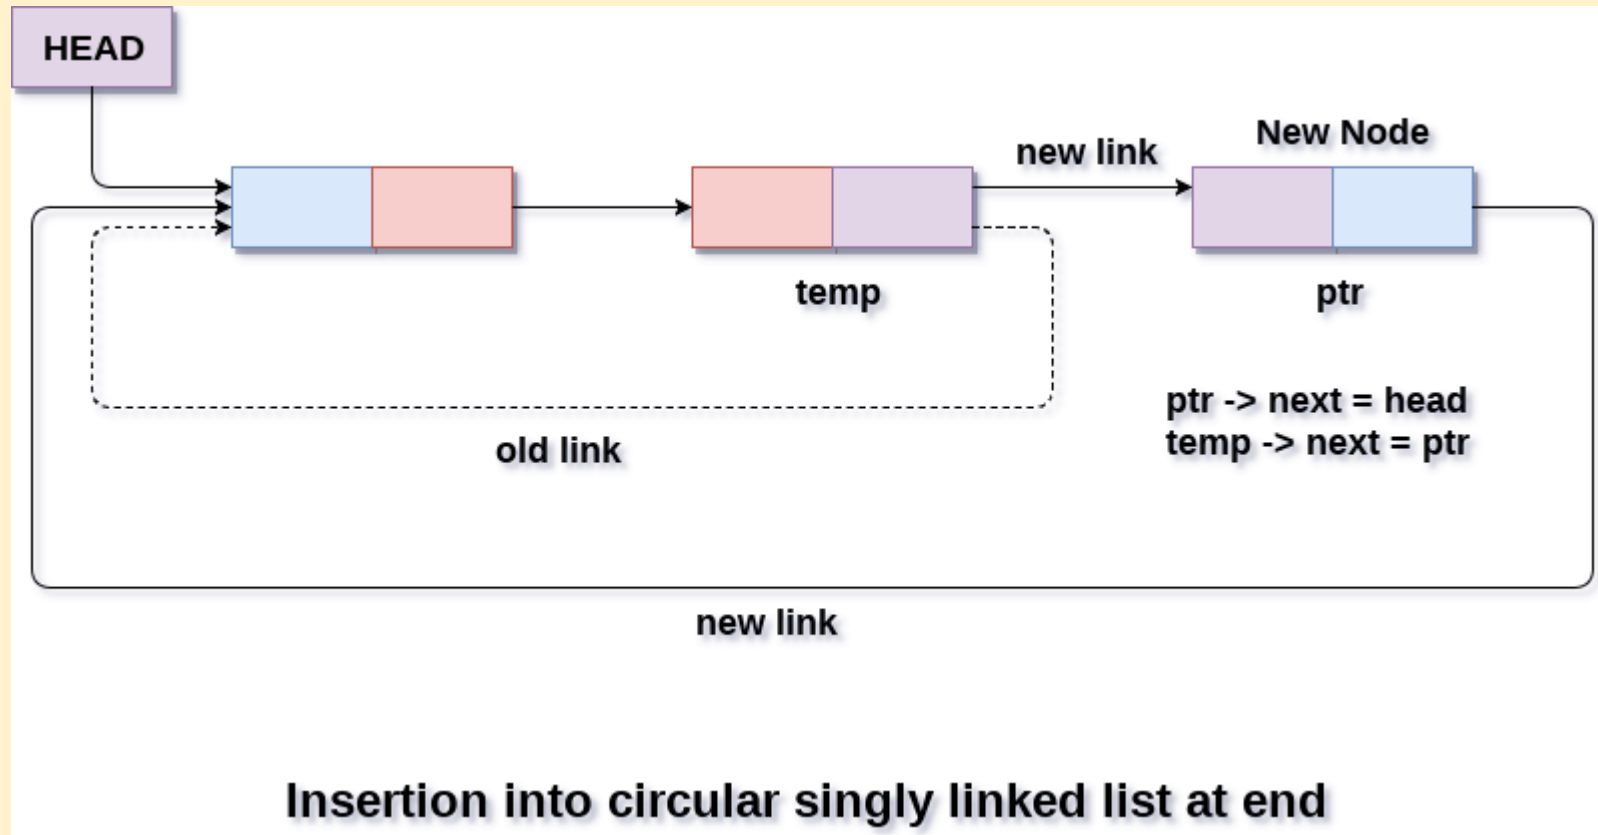 HEAD
New Node
new link
temp
ptr
ptr -> next = head
temp -> next = ptr
old link
new link
Insertion into circular singly linked list at end